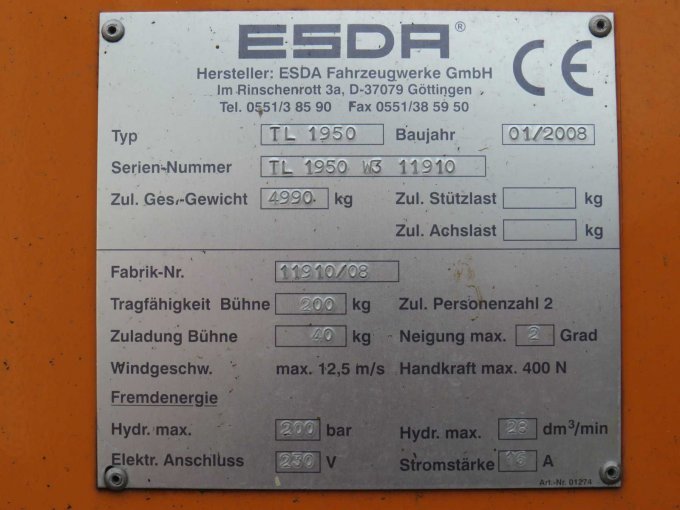 ESDA®
CE
Hersteller: ESDA Fahrzeugwerke GmbH
Im Rinschenrott 3a, D-37079 Göttingen
Tel. 0551/3 85 90 Fax 0551/38 59 50
Typ TL 1950 Baujahr 01/2008
Serien-Nummer TL 1950 W3 11910
Zul. Ges.-Gewicht 4990 kg Zul. Stützlast kg
Zul. Achslast kg
Fabrik-Nr. 11910/08
Tragfähigkeit Bühne 200 kg Zul. Personenzahl 2
Zuladung Bühne 40 kg Neigung max. 2 Grad
Windgeschw. max. 12,5 m/s Handkraft max. 400 N
Fremdenergie
Hydr. max. 200 bar Hydr. max. 28 dm³/min
Elektr. Anschluss 230 V Stromstärke 16 A
Art.-Nr. 01274